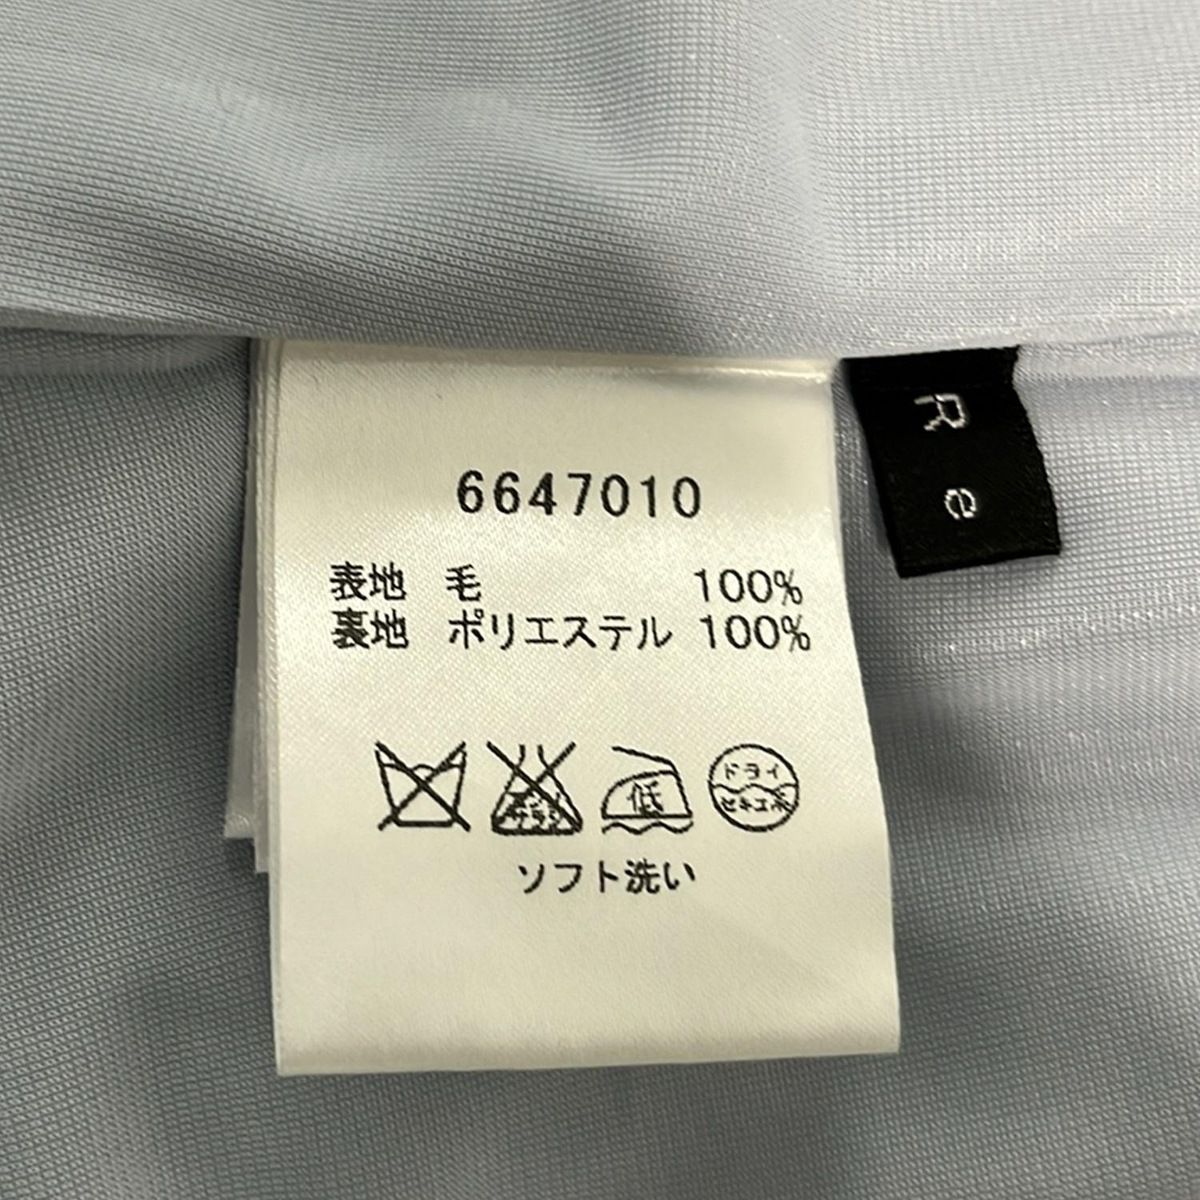 6647010
表地 毛 100%
裏地 ポリエステル 100%
低
ドライ
セキユ系
ソフト洗い
R
e